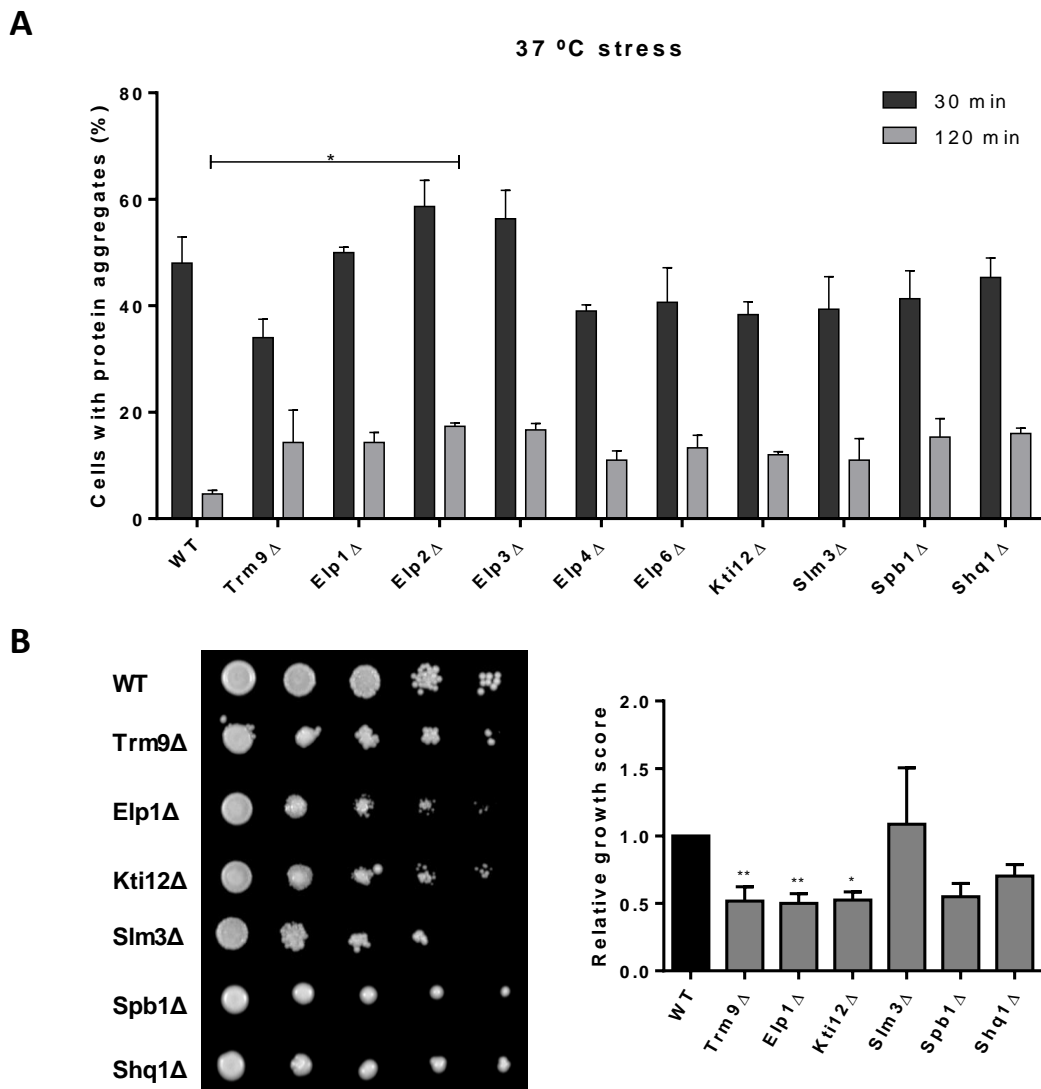 A
37 ºC stress
Cells with protein aggregates (%)
80
60
40
20
0
30 min
120 min
*
WT
Trm9Δ
Elp1Δ
Elp2Δ
Elp3Δ
Elp4Δ
Elp6Δ
Kti12Δ
Slm3Δ
Spb1Δ
Shq1Δ
B
WT
Trm9Δ
Elp1Δ
Kti12Δ
Slm3Δ
Spb1Δ
Shq1Δ
Relative growth score
2.0
1.5
1.0
0.5
0.0
**
**
*
WT
Trm9Δ
Elp1Δ
Kti12Δ
Slm3Δ
Spb1Δ
Shq1Δ